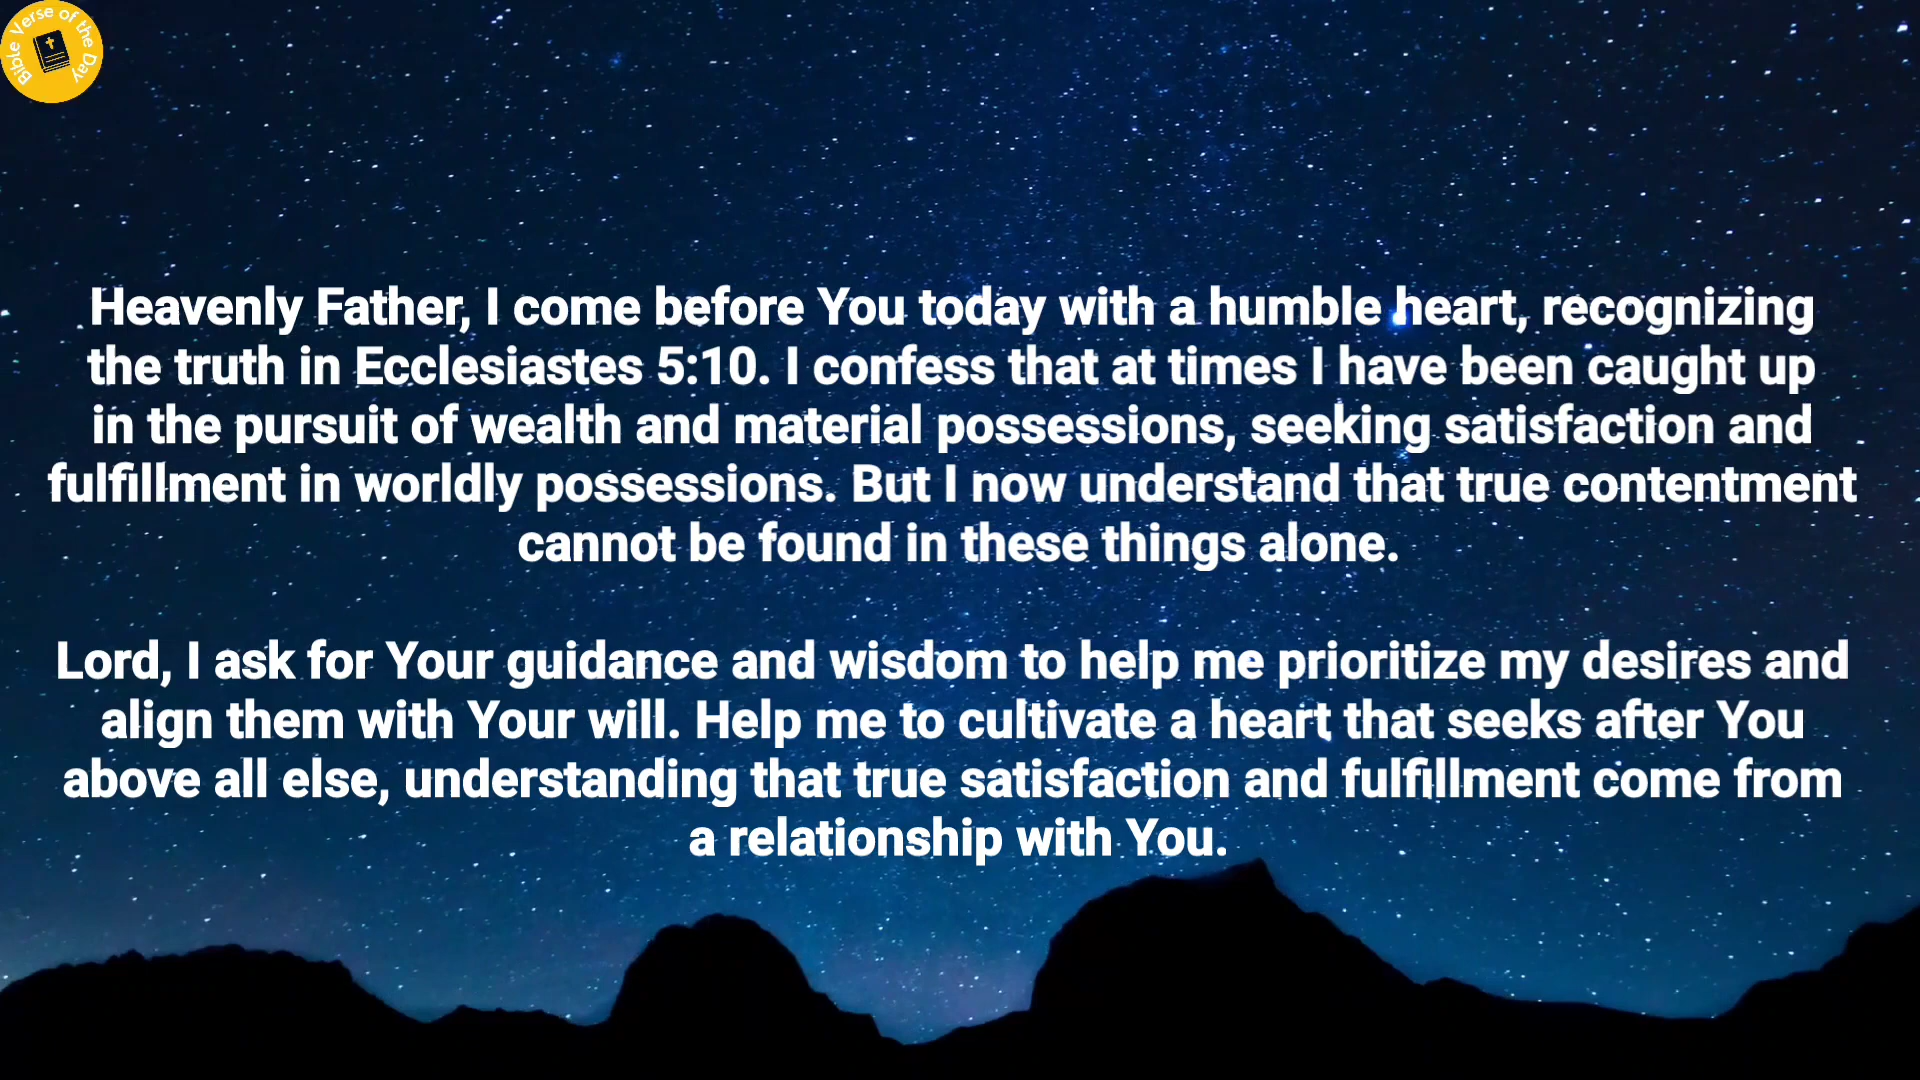 Bible Verse of the Day
Heavenly Father, I come before You today with a humble heart, recognizing
the truth in Ecclesiastes 5:10. I confess that at times I have been caught up
in the pursuit of wealth and material possessions, seeking satisfaction and
fulfillment in worldly possessions. But I now understand that true contentment
cannot be found in these things alone.
Lord, I ask for Your guidance and wisdom to help me prioritize my desires and
align them with Your will. Help me to cultivate a heart that seeks after You
above all else, understanding that true satisfaction and fulfillment come from
a relationship with You.